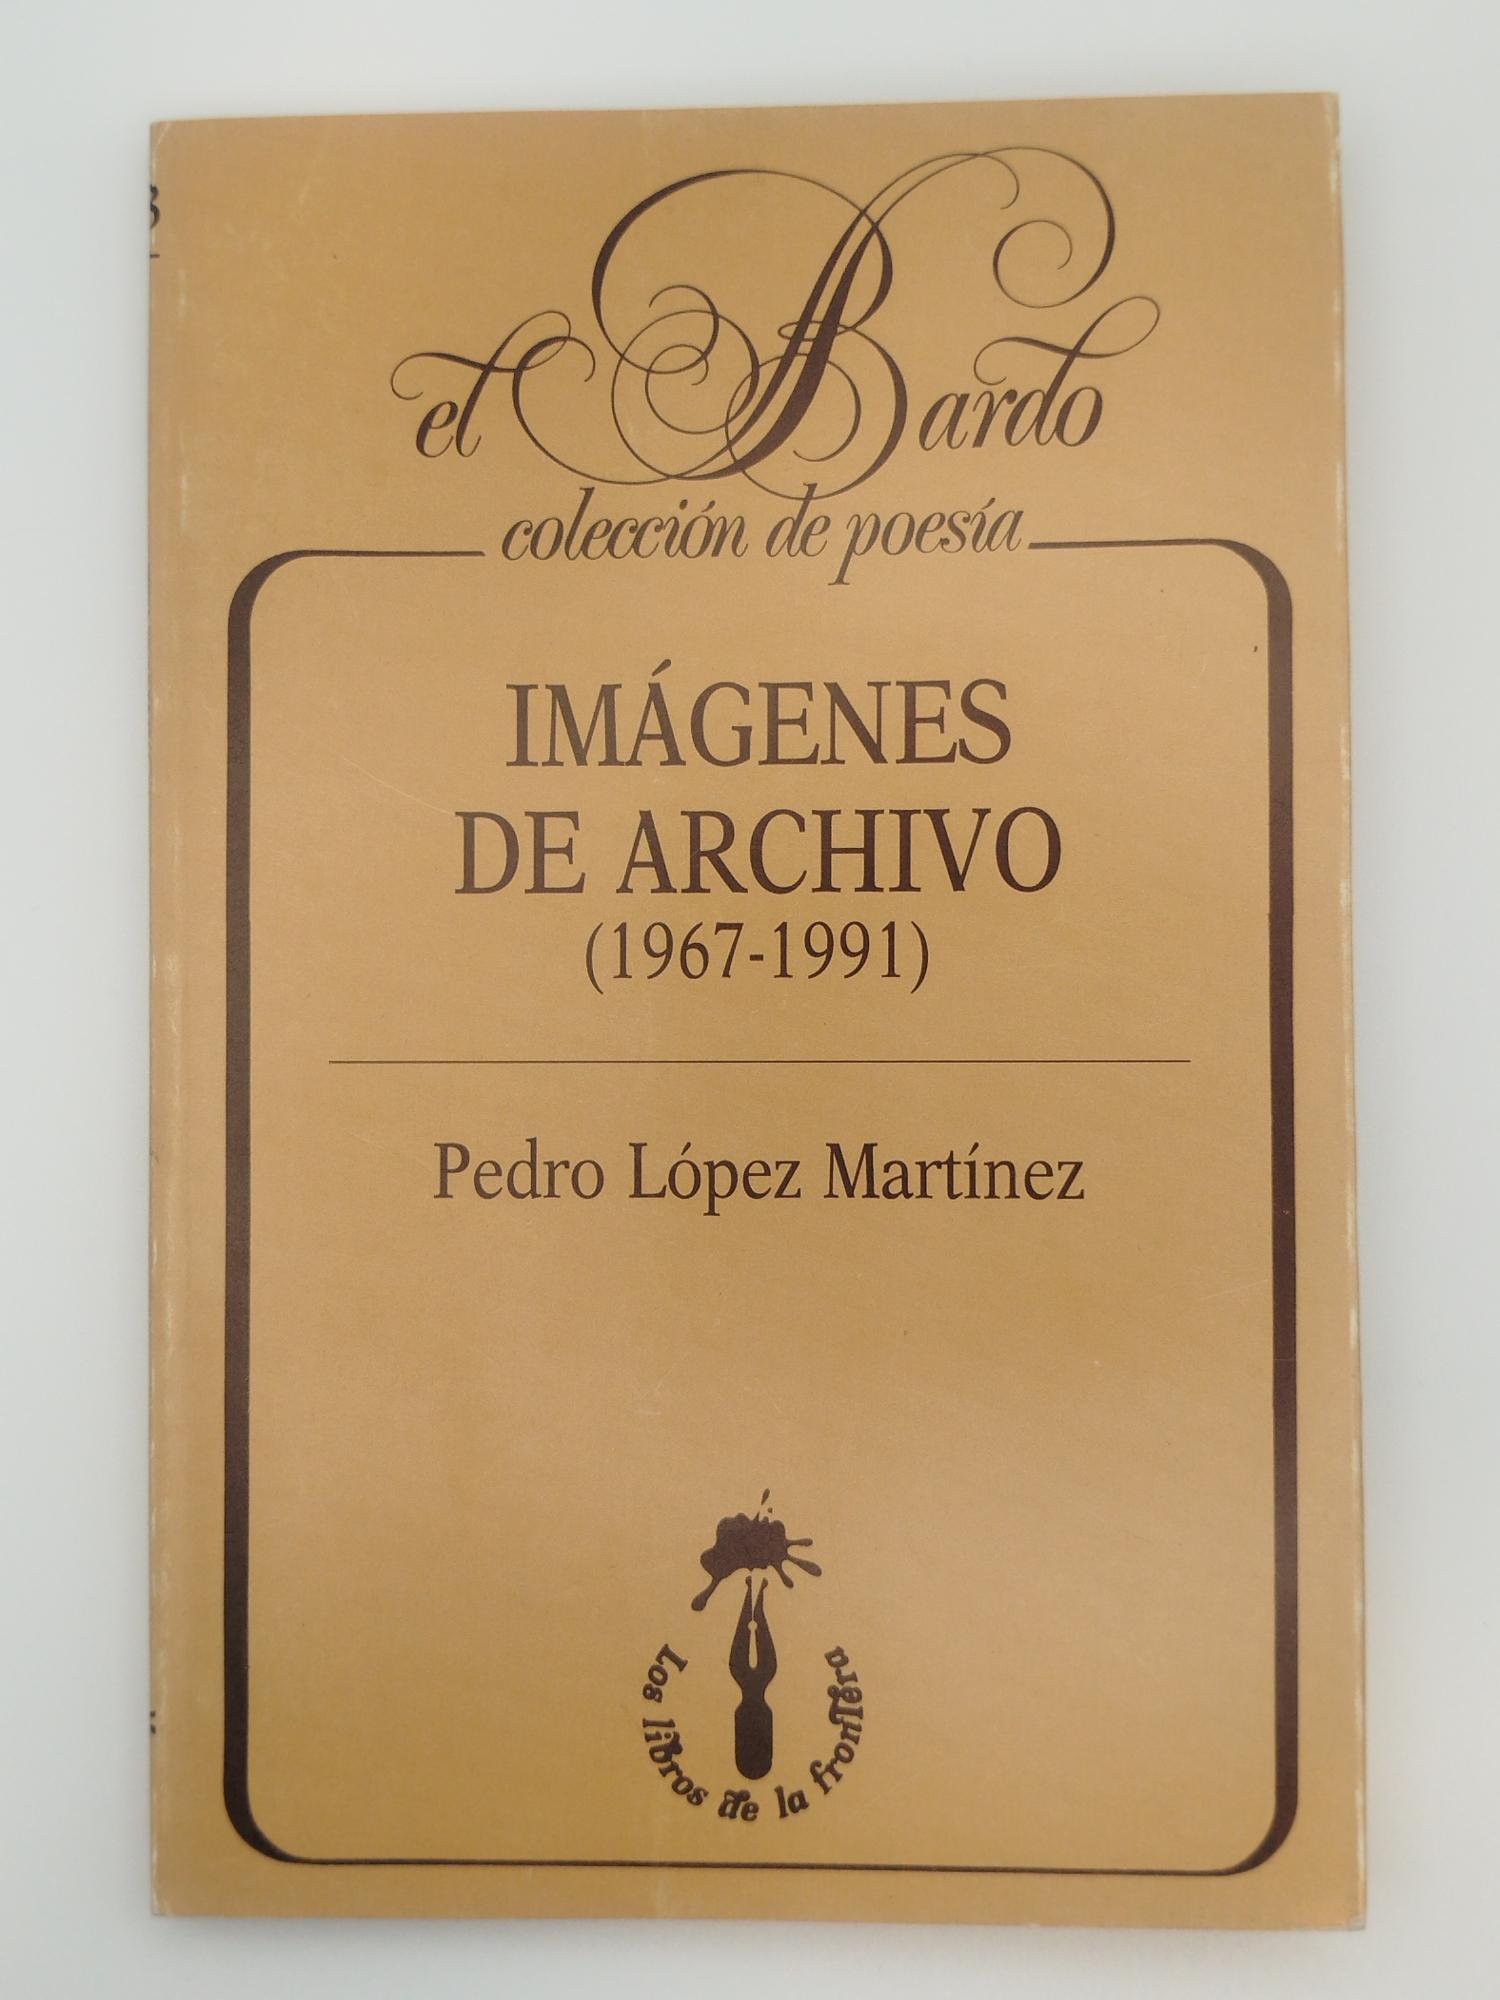 el Bardo
colección de poesía
IMÁGENES
DE ARCHIVO
(1967-1991)
Pedro López Martínez
Los libros de la frontera